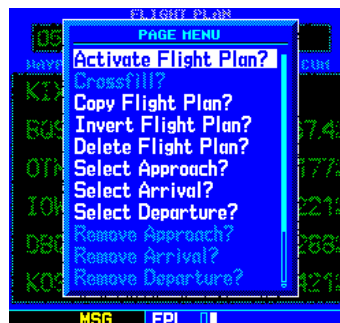 FLIGHT PLAN
05
PAGE MENU
Activate Flight Plan?
Crossfill?
Copy Flight Plan?
Invert Flight Plan?
Delete Flight Plan?
Select Approach?
Select Arrival?
Select Departure?
Remove Approach?
Remove Arrival?
Remove Departure?
MSG FPL